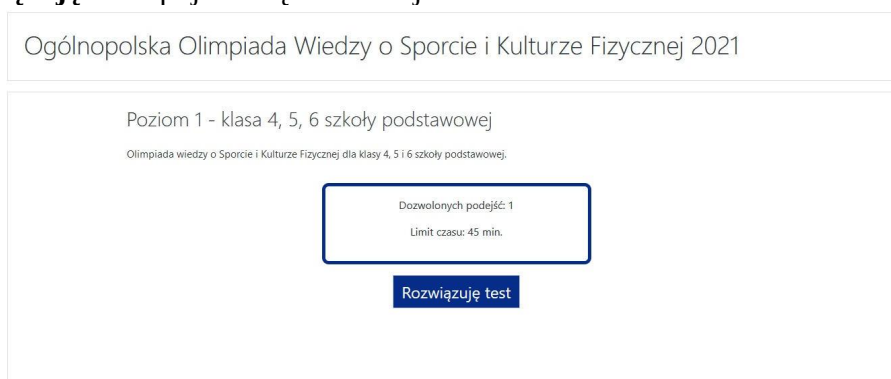 Ogólnopolska Olimpiada Wiedzy o Sporcie i Kulturze Fizycznej 2021
Poziom 1 - klasa 4, 5, 6 szkoły podstawowej
Olimpiada wiedzy o Sporcie i Kulturze Fizycznej dla klasy 4, 5 i 6 szkoły podstawowej.
Dozwolonych podejść: 1
Limit czasu: 45 min.
Rozwiązuję test